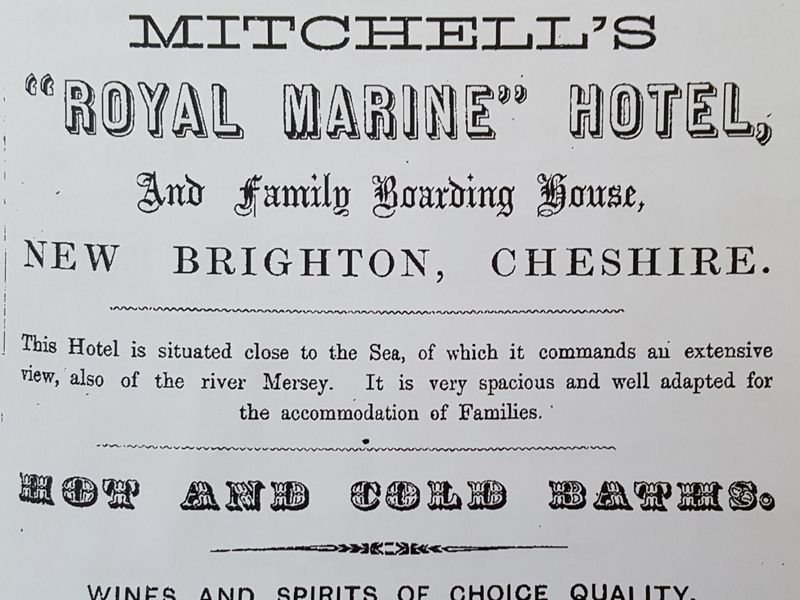 MITCHELL'S
"ROYAL MARINE" HOTEL,
And Family Boarding House,
NEW BRIGHTON, CHESHIRE.
This Hotel is situated close to the Sea, of which it commands an extensive
view, also of the river Mersey. It is very spacious and well adapted for
the accommodation of Families.
HOT AND COLD BATHS.
WINES AND SPIRITS OF CHOICE QUALITY.